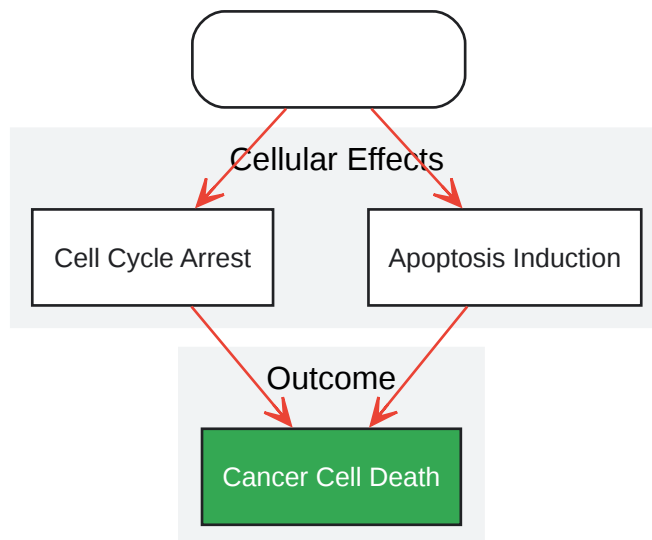 Cellular Effects
Cell Cycle Arrest
Apoptosis Induction
Outcome
Cancer Cell Death